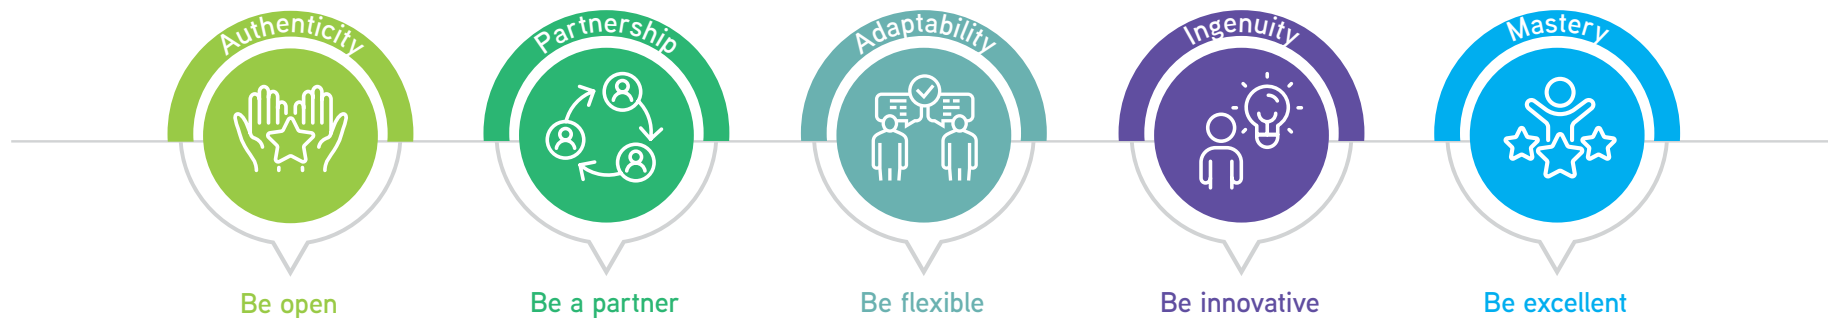 Authenticity
Partnership
Adaptability
Ingenuity
Mastery
Be open
Be a partner
Be flexible
Be innovative
Be excellent